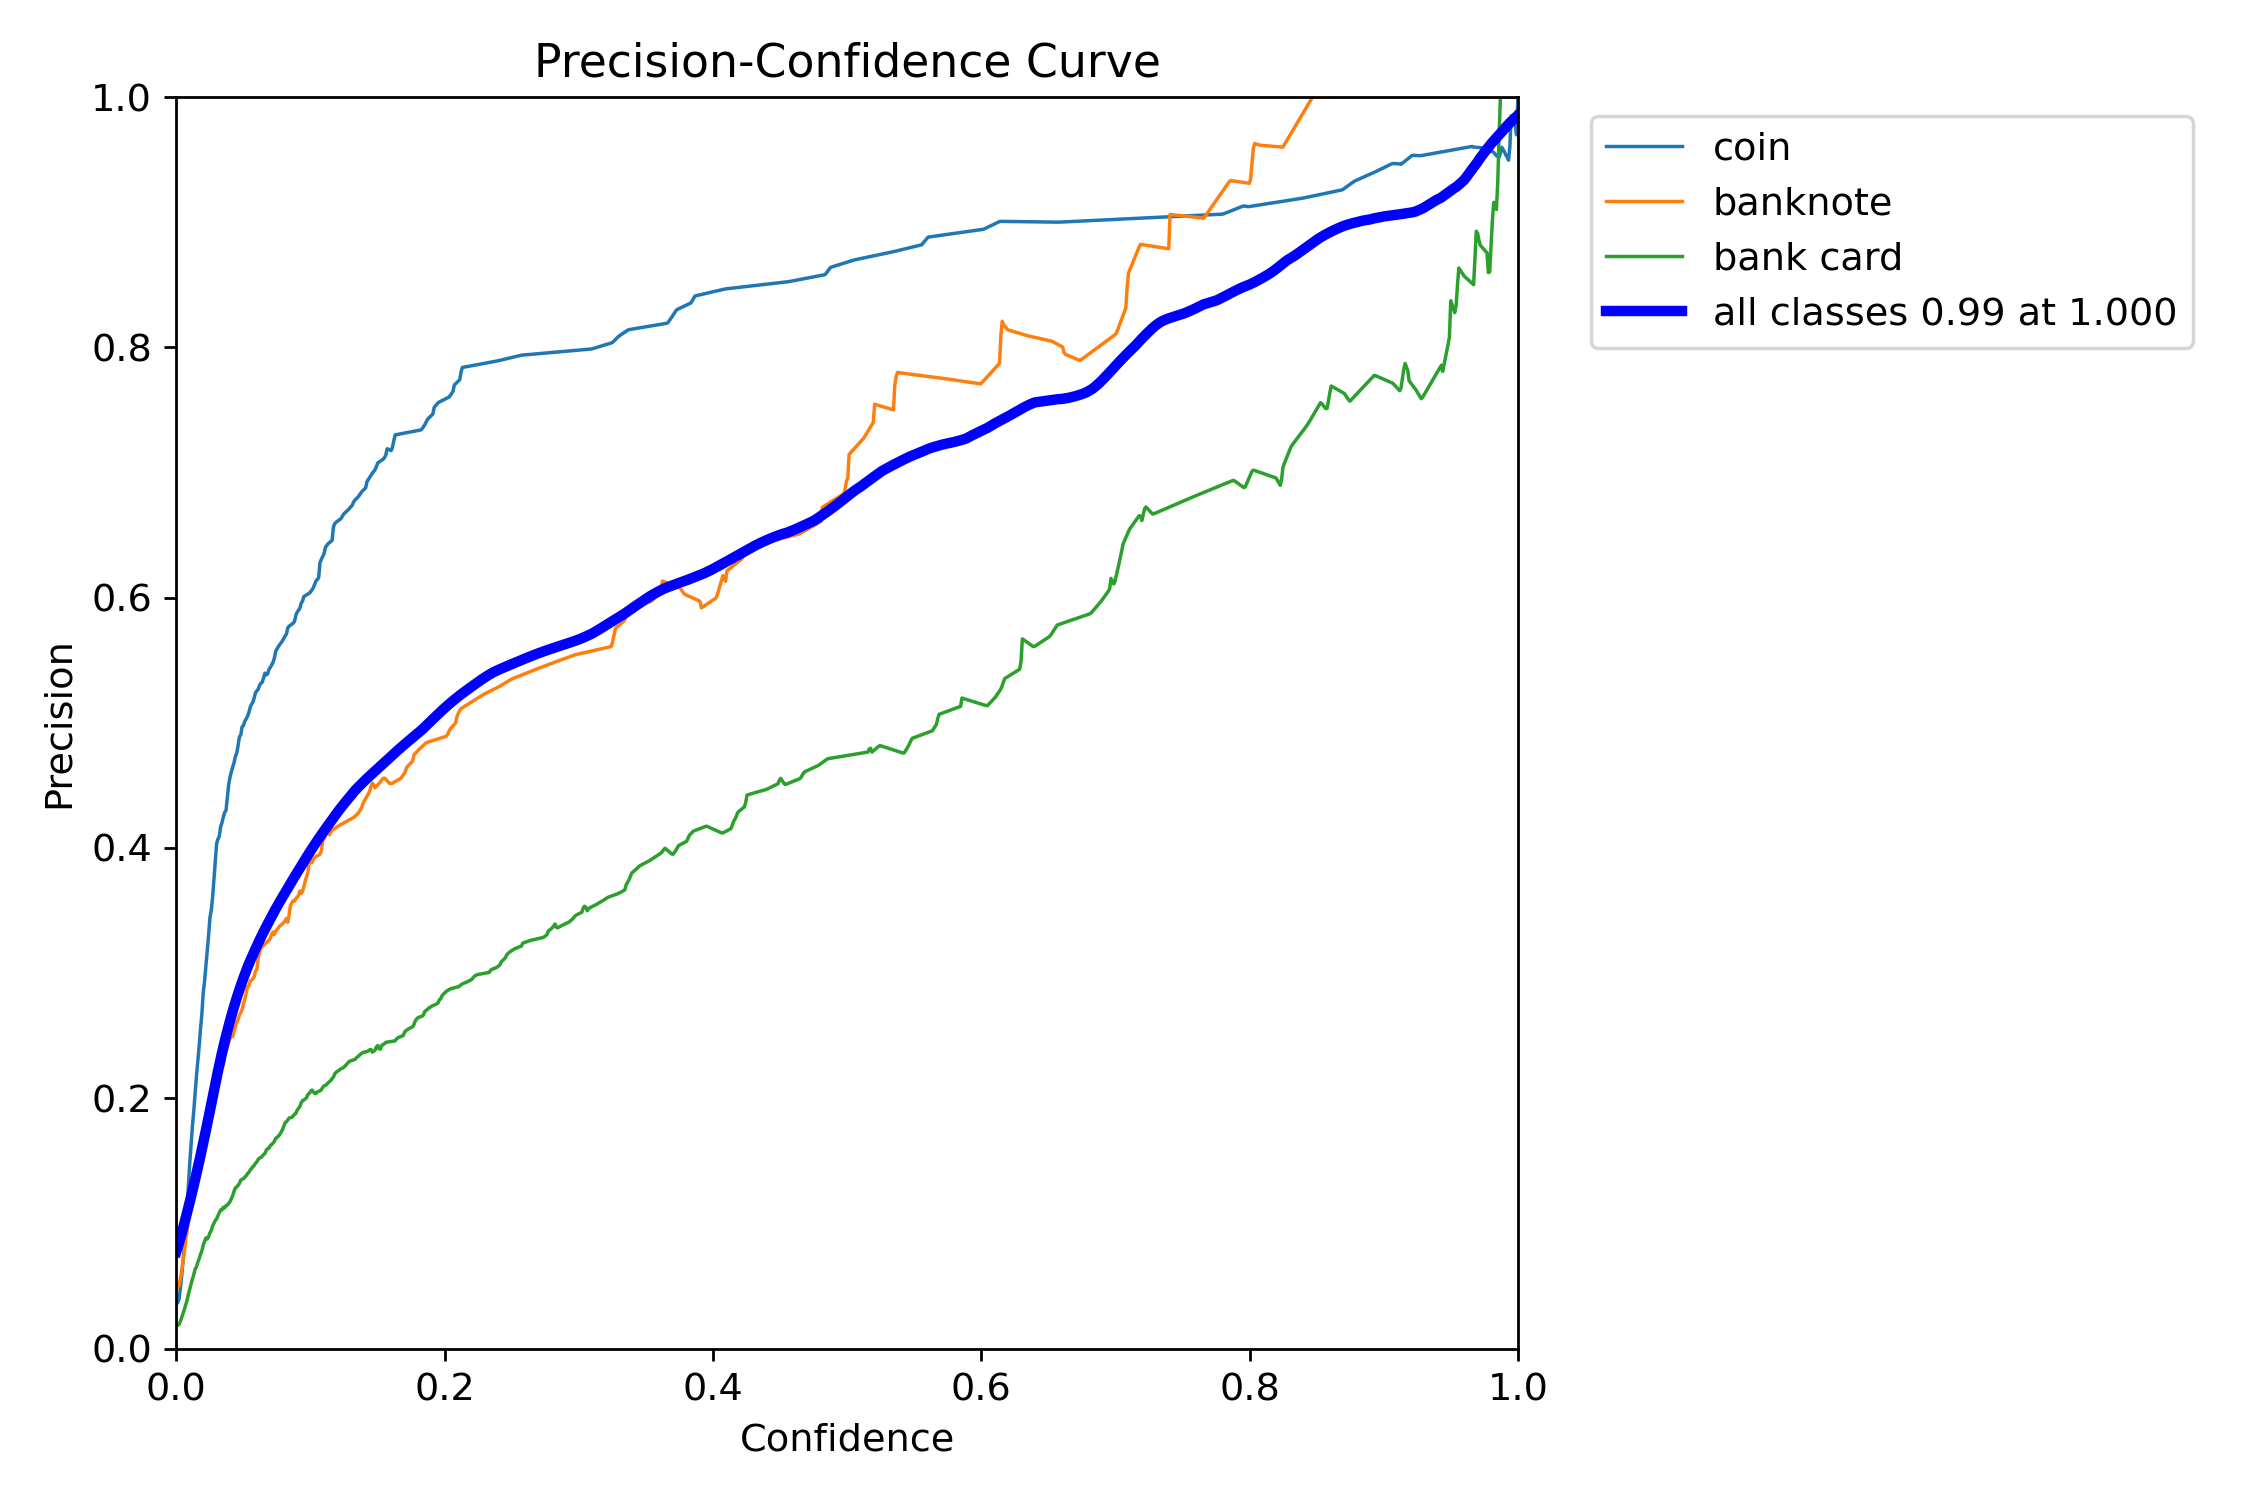 Precision-Confidence Curve
1.0
0.8
0.6
0.4
0.2
0.0
Precision
0.0 0.2 0.4 0.6 0.8 1.0
Confidence
coin
banknote
bank card
all classes 0.99 at 1.000